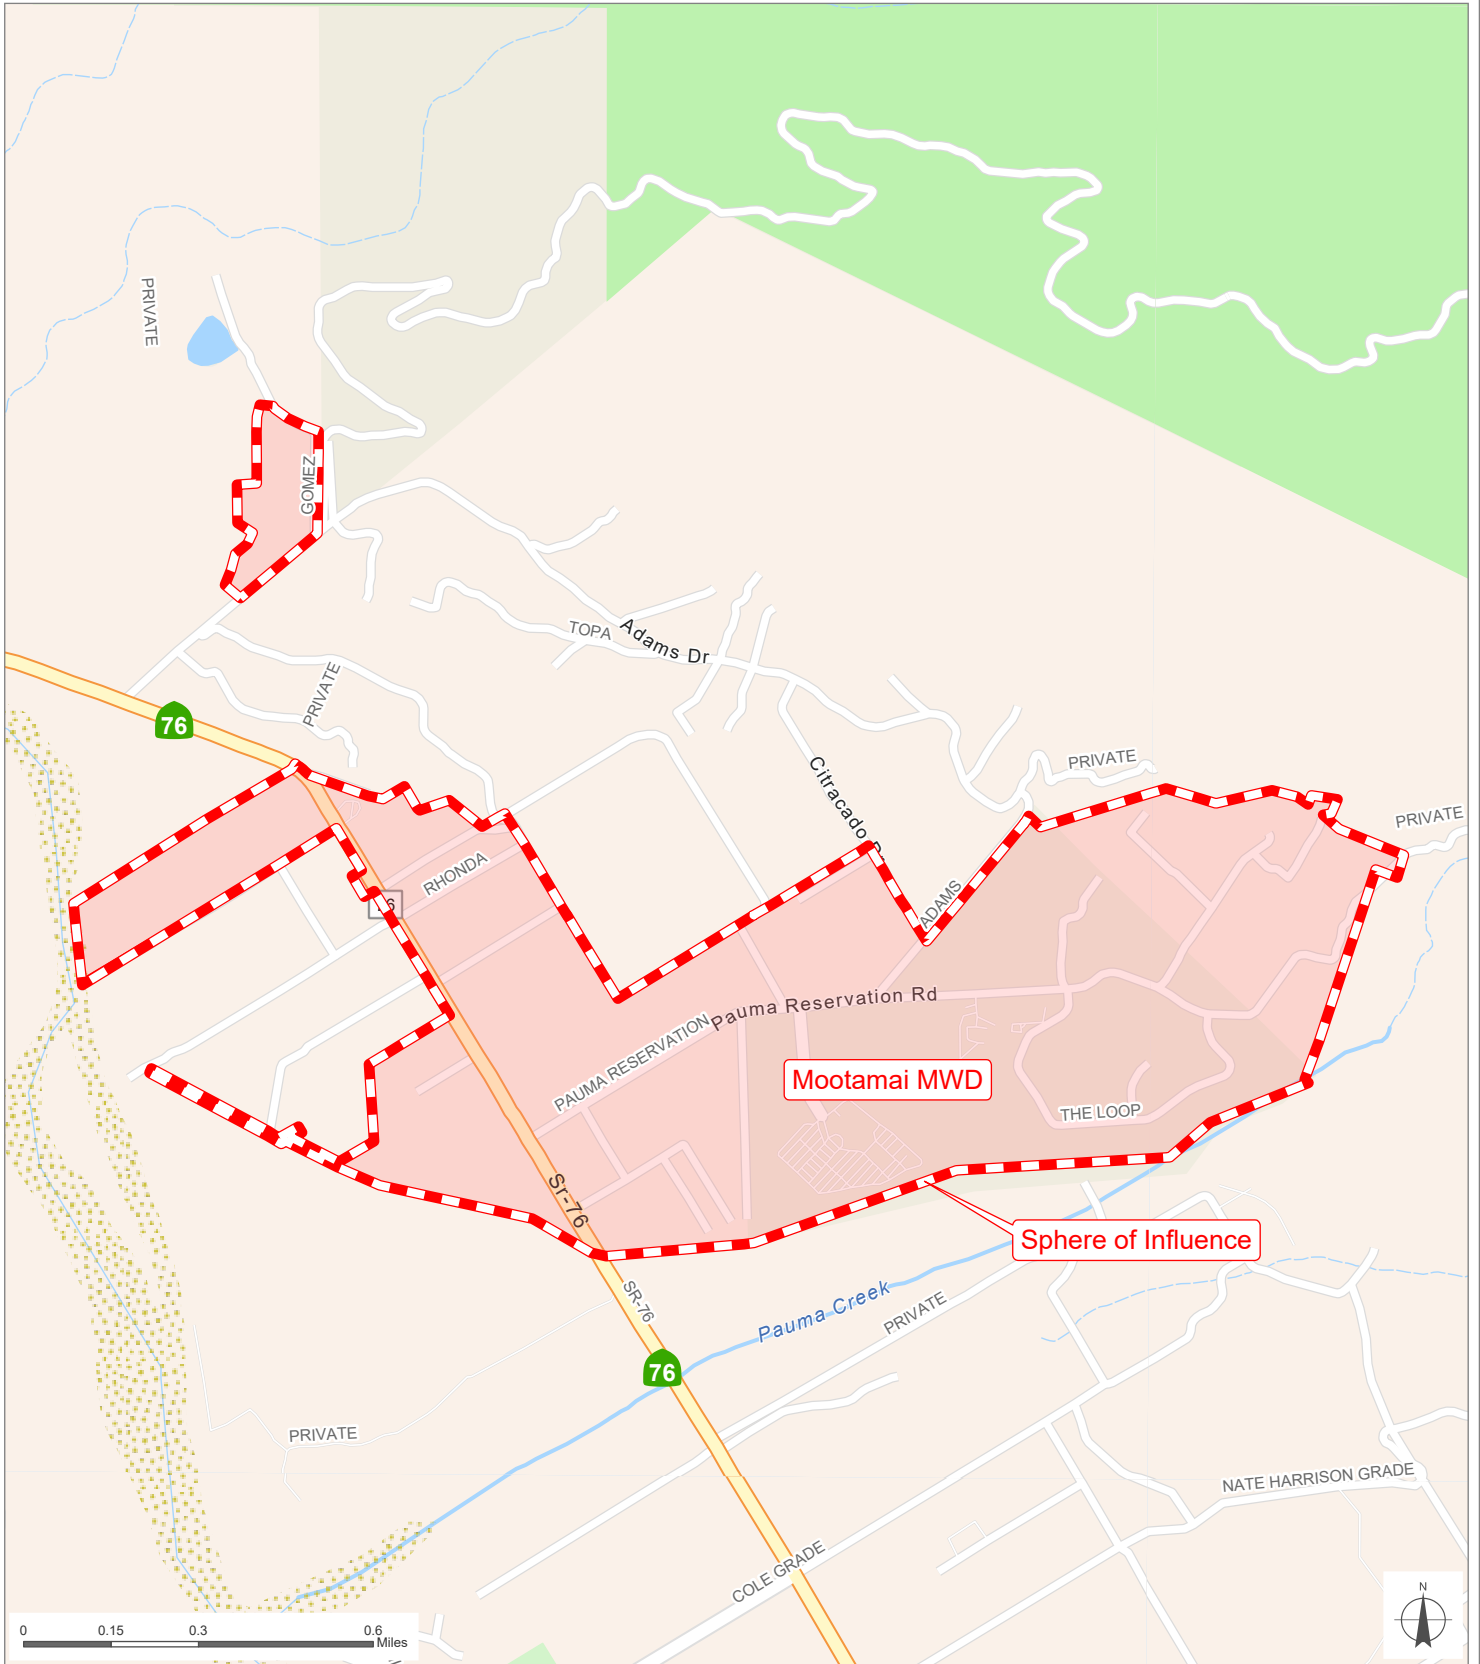 PRIVATE
GOMEZ
TOPA
Adams Dr
PRIVATE
76
Citracado Dr
PRIVATE
PRIVATE
RHONDA
ADAMS
Pauma Reservation Rd
PAUMA RESERVATION
Mootamai MWD
THE LOOP
Sr-76
Sphere of Influence
SR-76
Pauma Creek
PRIVATE
76
PRIVATE
NATE HARRISON GRADE
COLE GRADE
N
0 0.15 0.3 0.6
Miles